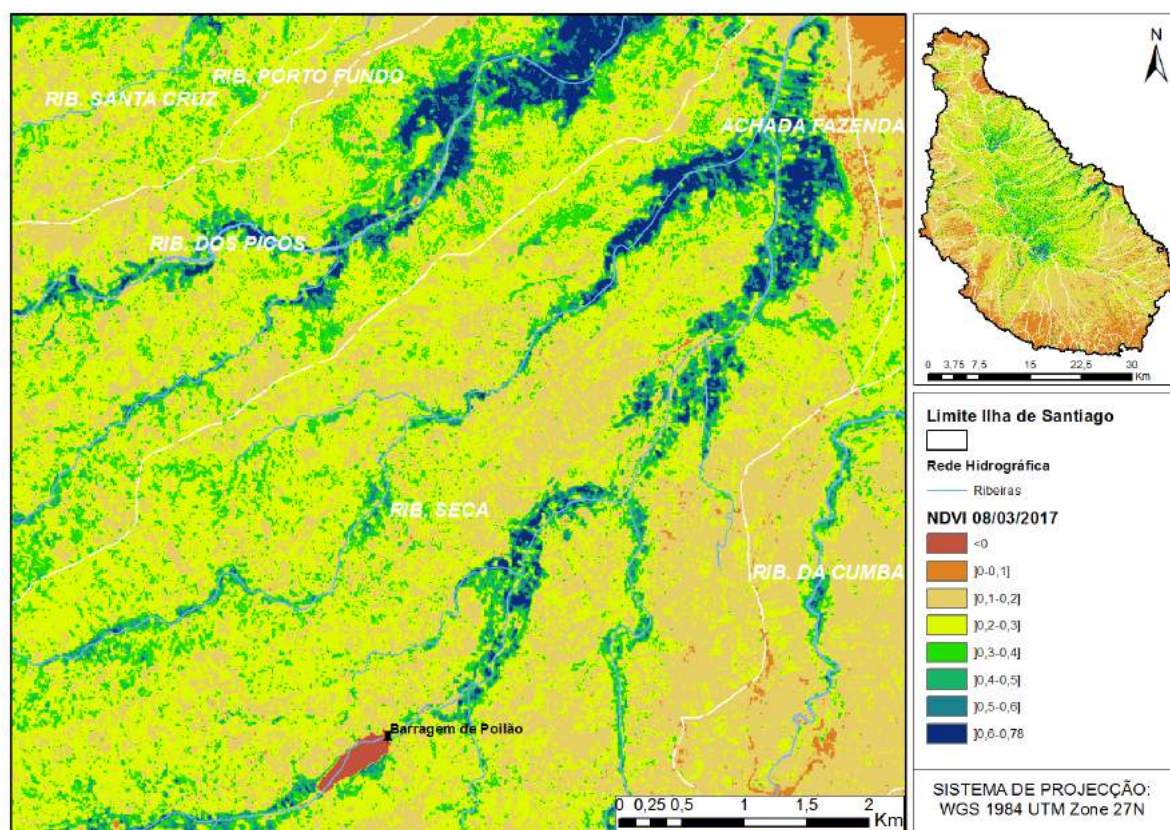 RIB. PORTO FUNDO
RIB. SANTA CRUZ
ACHADA FAZENDA
RIB. DOS PICOS
RIB. SECA
RIB. DA CUMBA
Barragem de Poilão
0 0,25 0,5 1 1,5 2
Km
N
0 3,75 7,5 15 22,5 30
Km
Limite Ilha de Santiago
Rede Hidrográfica
Ribeiras
NDVI 08/03/2017
<0
]0-0,1]
]0,1-0,2]
]0,2-0,3]
]0,3-0,4]
]0,4-0,5]
]0,5-0,6]
]0,6-0,78
SISTEMA DE PROJECÇÃO:
WGS 1984 UTM Zone 27N